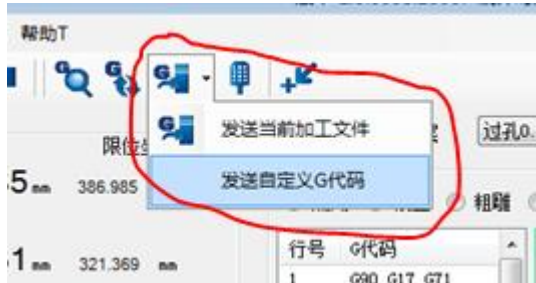 帮助T
发送当前加工文件
限位
过孔0.
5 mm 386.985
发送自定义G代码
粗雕
行号 G代码
1 mm 321.369 mm
1 G90 G17 G71